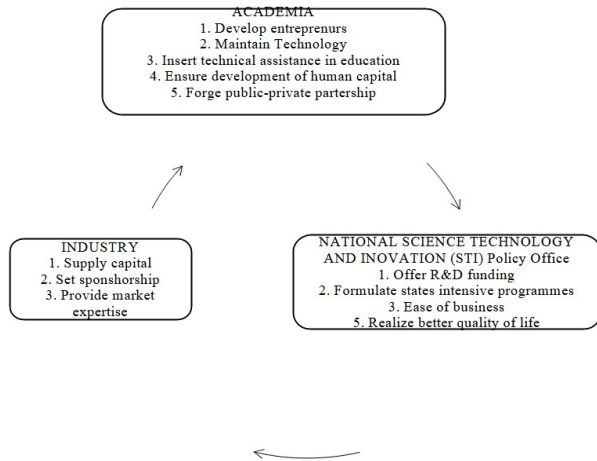 ACADEMIA
1. Develop entreprenurs
2. Maintain Technology
3. Insert technical assistance in education
4. Ensure development of human capital
5. Forge public-private partership
INDUSTRY
1. Supply capital
2. Set sponshorship
3. Provide market
expertise
NATIONAL SCIENCE TECHNOLOGY
AND INOVATION (STI) Policy Office
1. Offer R&D funding
2. Formulate states intensive programmes
3. Ease of business
5. Realize better quality of life